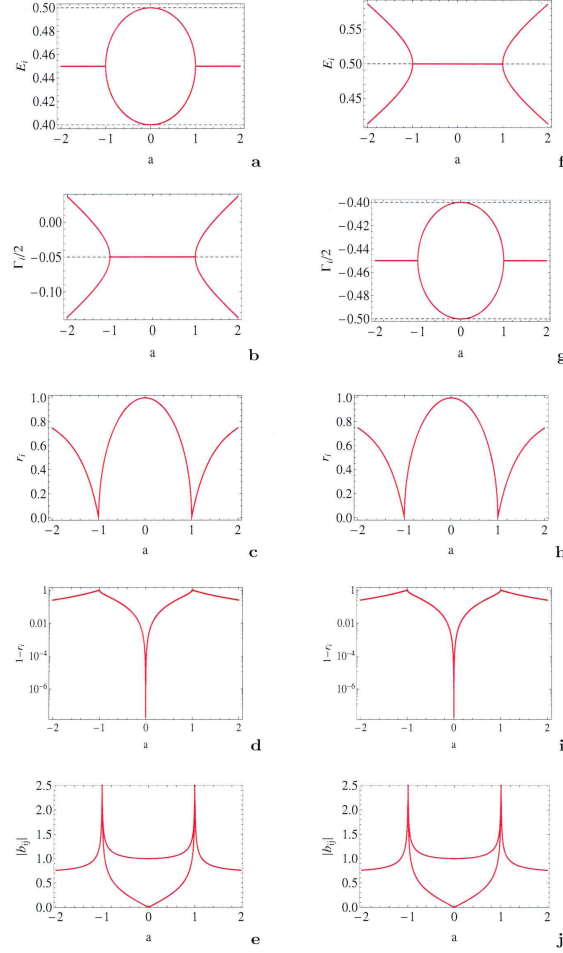 0.50
0.48
0.46
0.44
0.42
0.40
E_i
−2 −1 0 1 2
a
a
0.55
0.50
0.45
E_i
−2 −1 0 1 2
a
f
0.00
−0.05
−0.10
Γ_i/2
−2 −1 0 1 2
a
b
−0.40
−0.42
−0.44
−0.46
−0.48
−0.50
Γ_i/2
−2 −1 0 1 2
a
g
1.0
0.8
0.6
0.4
0.2
0.0
r_i
−2 −1 0 1 2
a
c
1.0
0.8
0.6
0.4
0.2
0.0
r_i
−2 −1 0 1 2
a
h
1
0.01
10⁻⁴
10⁻⁶
1−r_i
−2 −1 0 1 2
a
d
1
0.01
10⁻⁴
10⁻⁶
1−r_i
−2 −1 0 1 2
a
i
2.5
2.0
1.5
1.0
0.5
0.0
|b_ij|
−2 −1 0 1 2
a
e
2.5
2.0
1.5
1.0
0.5
0.0
|b_ij|
−2 −1 0 1 2
a
j